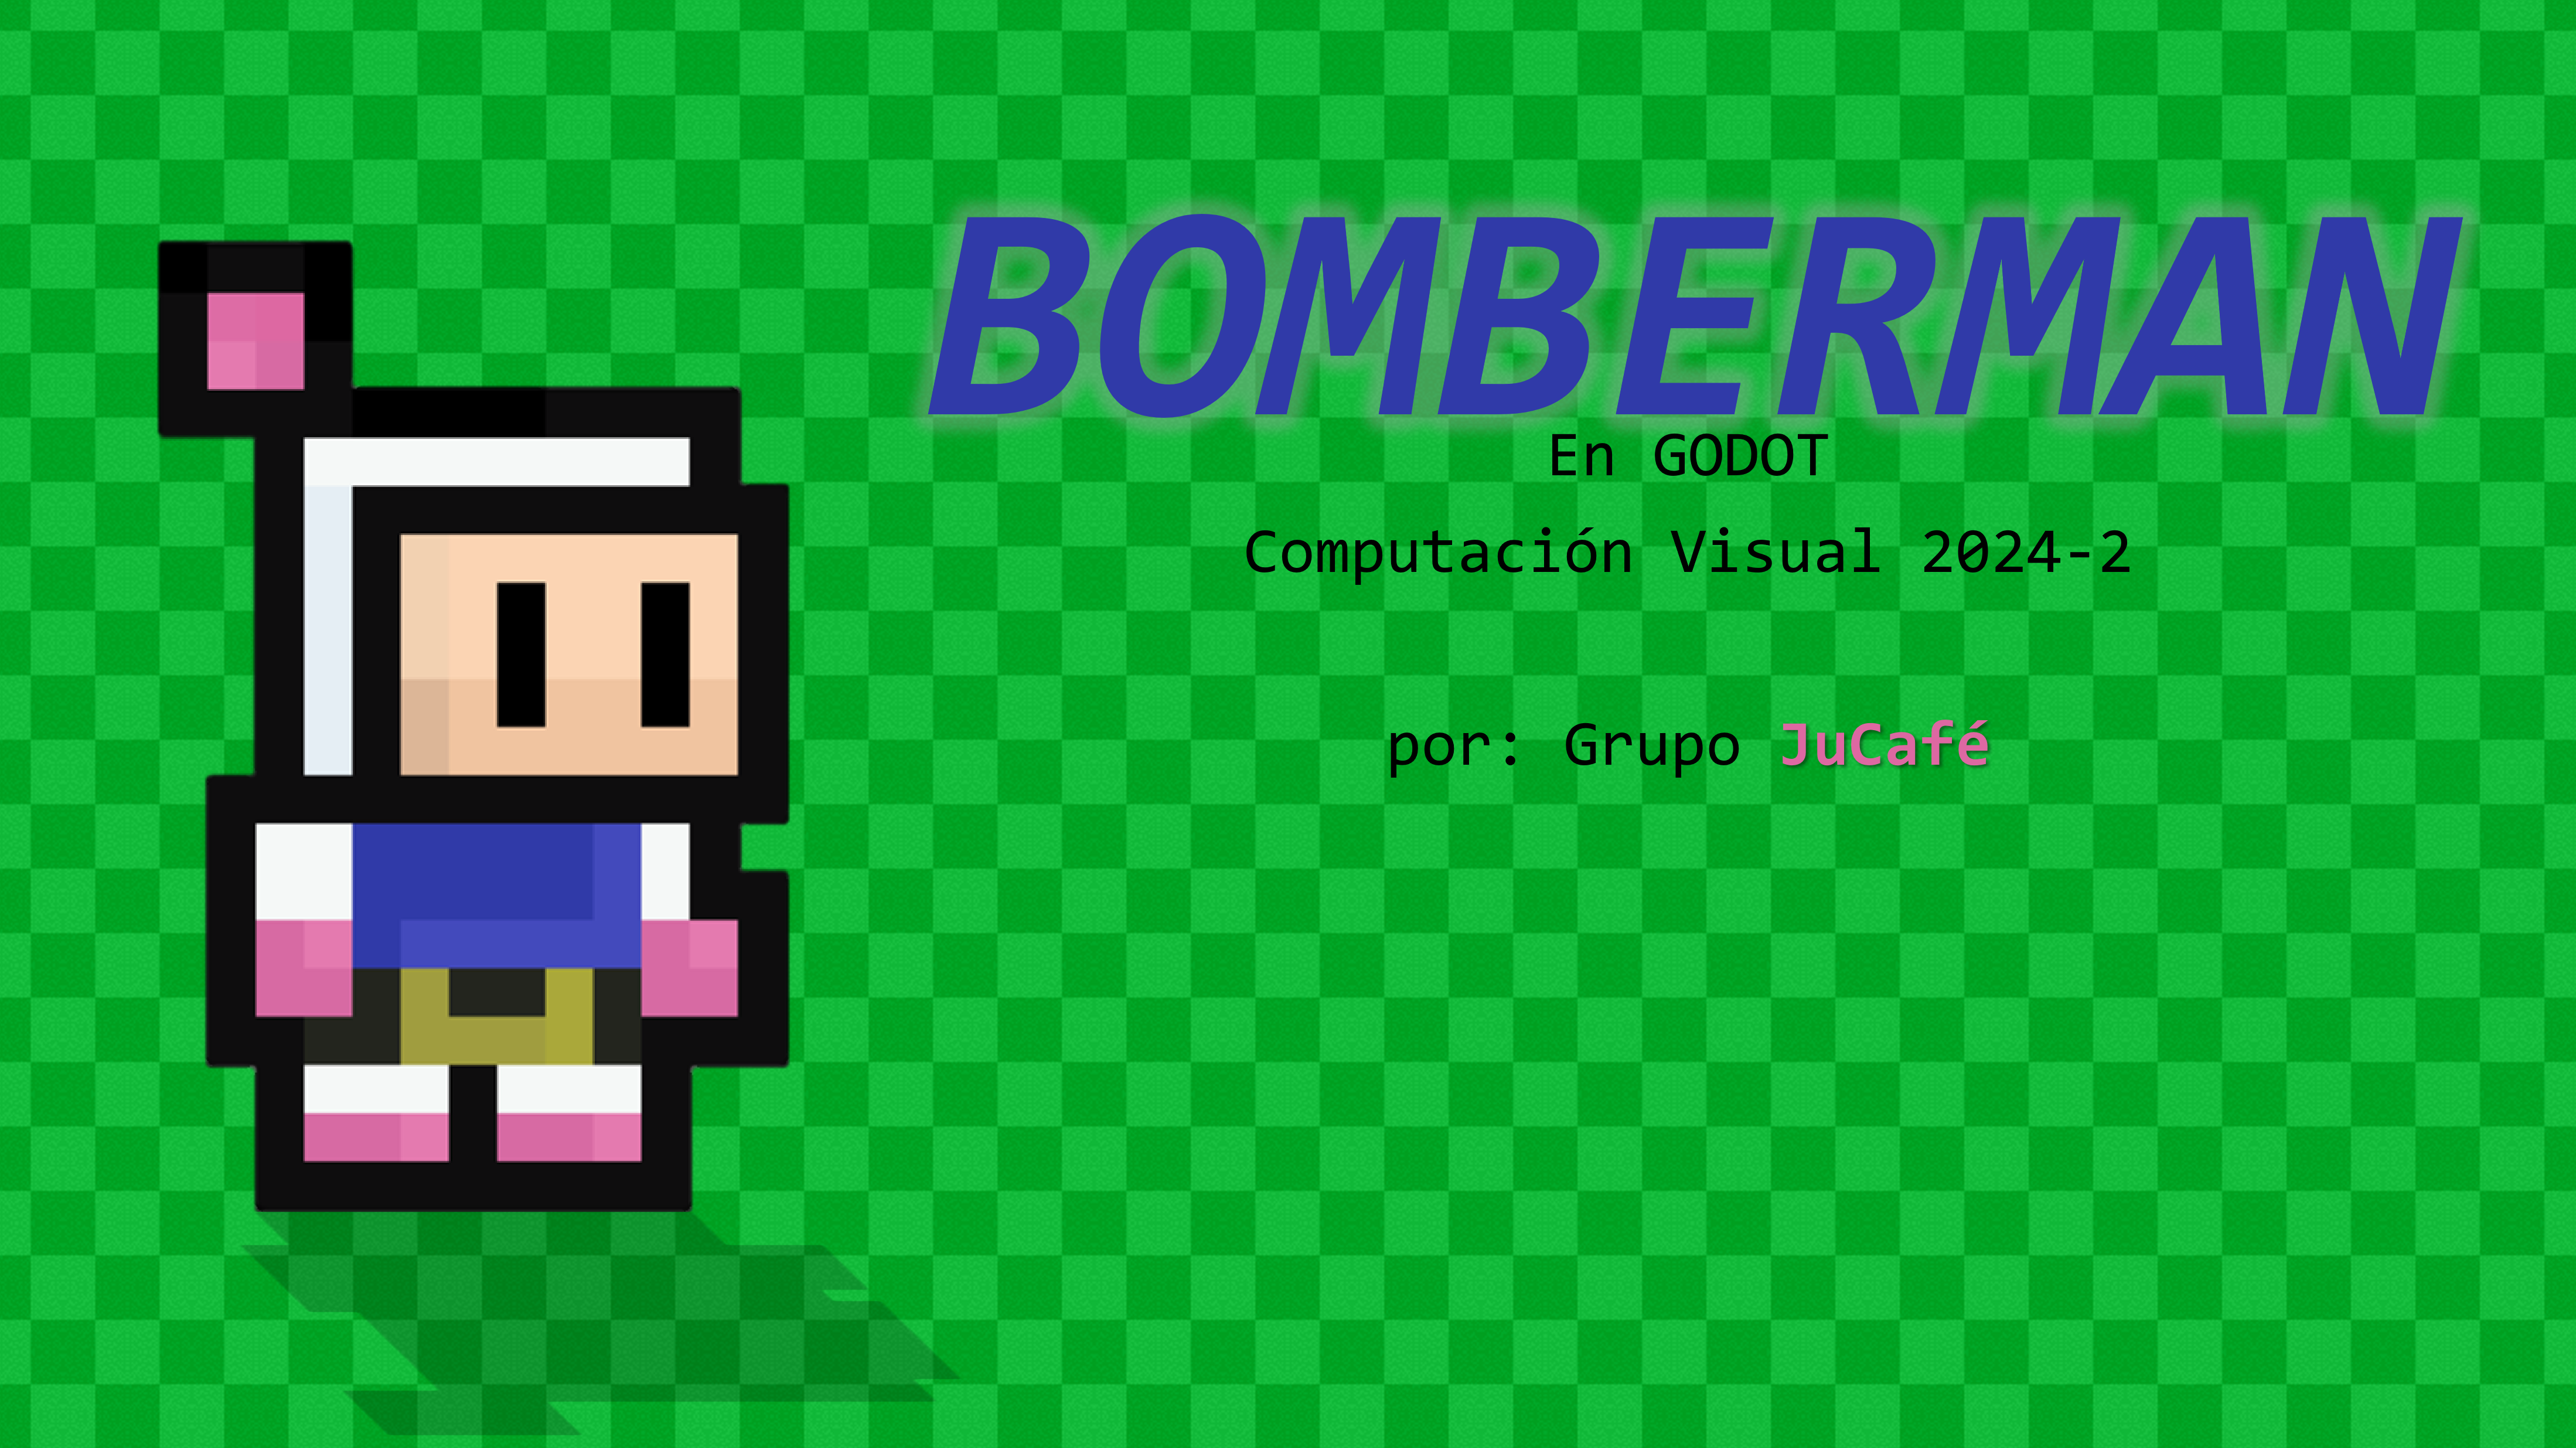 BOMBERMAN
En GODOT
Computación Visual 2024-2
por: Grupo JuCafé